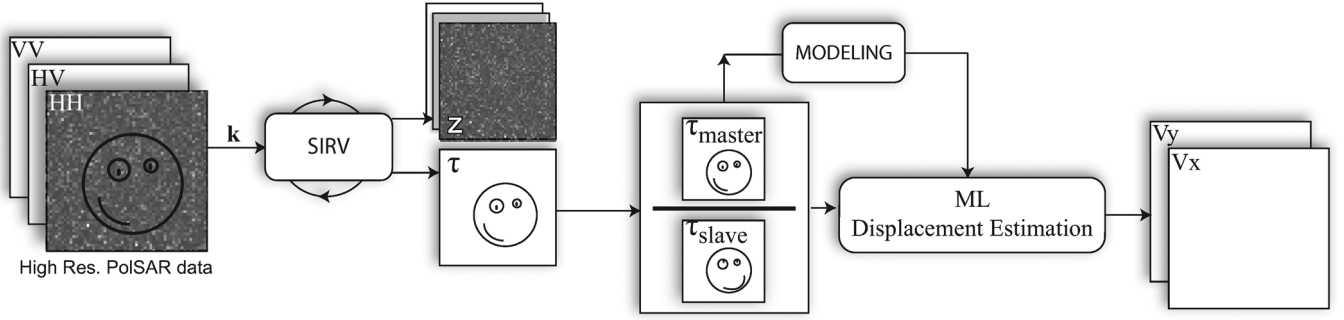 VV
HV
HH
High Res. PolSAR data
k
SIRV
z
τ
τmaster
τslave
MODELING
ML
Displacement Estimation
Vy
Vx